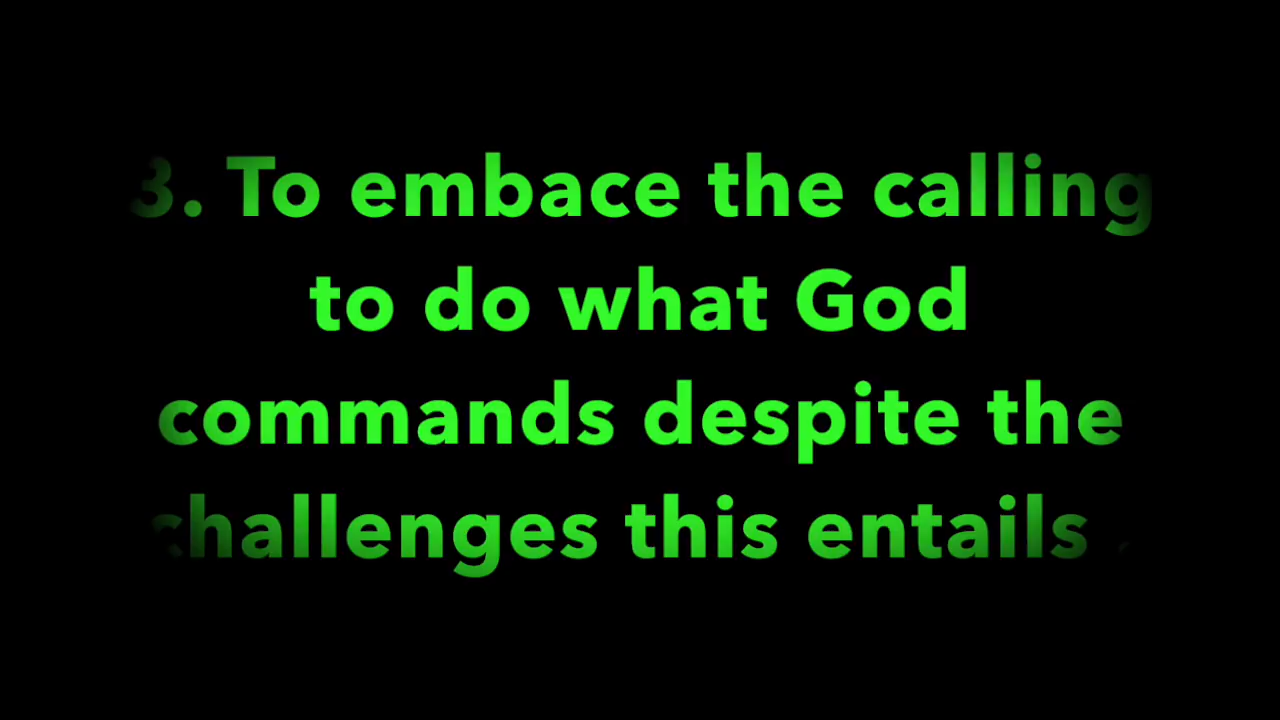 3. To embace the calling
to do what God
commands despite the
challenges this entails